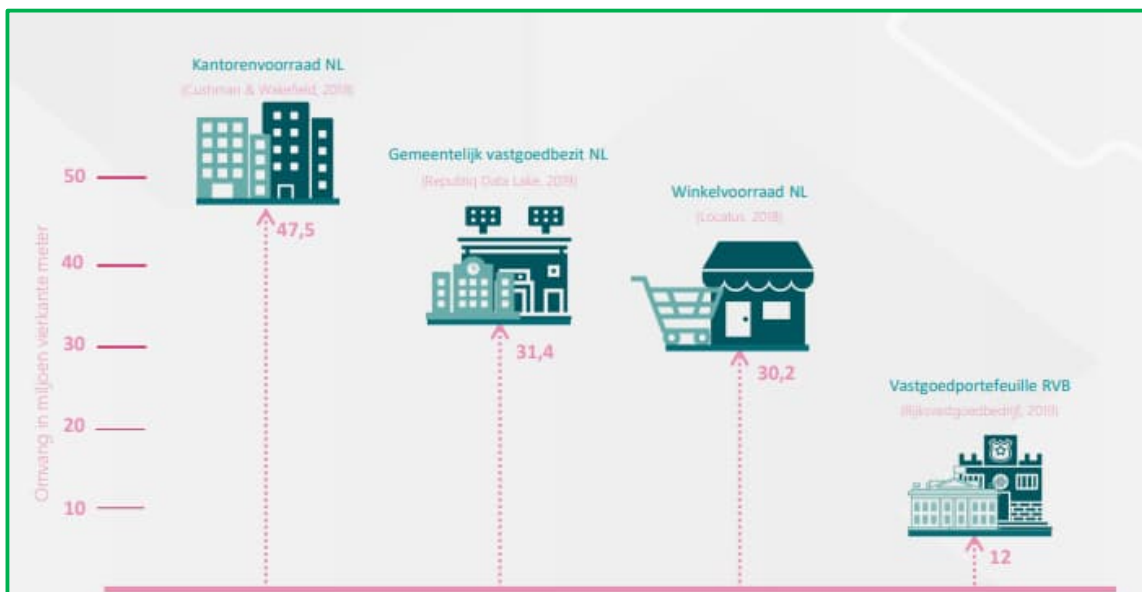 Kantorenvoorraad NL
(Cushman & Wakefield, 2018)
47,5
Gemeentelijk vastgoedbezit NL
(Republiq Data Lake, 2019)
31,4
Winkelvoorraad NL
(Locatus, 2018)
30,2
Vastgoedportefeuille RVB
(Rijksvastgoedbedrijf, 2019)
12
Omvang in miljoen vierkante meter
50
40
30
20
10